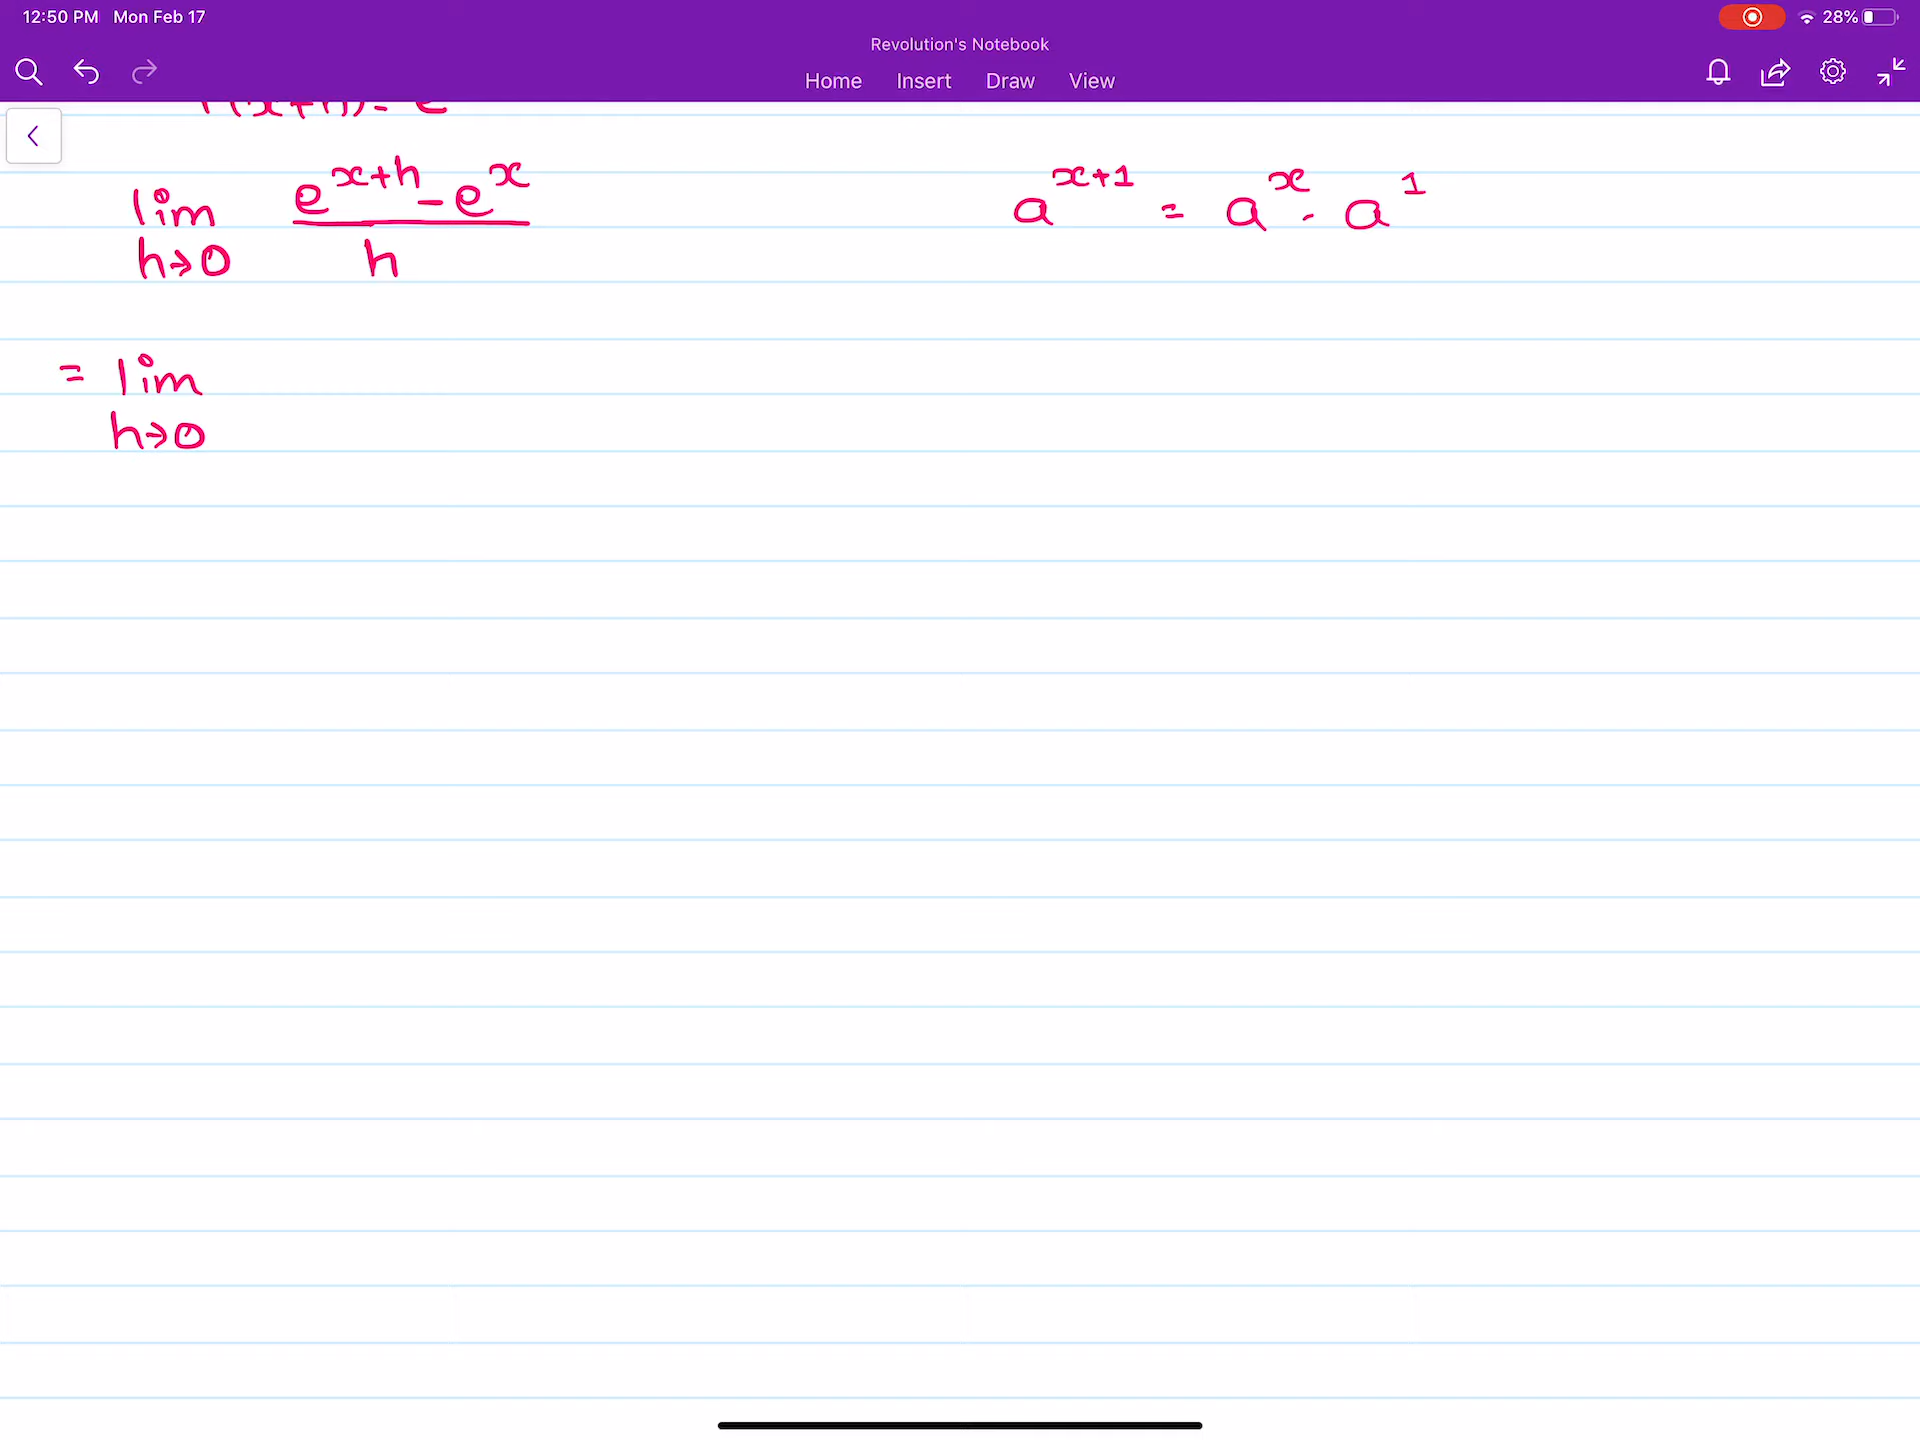 12:50 PM Mon Feb 17 28%
Revolution's Notebook
Home Insert Draw View
f(x+h)= e
lim e^{x+h} - e^x a^{x+1} = a^x . a^1
h→0 h
= lim
h→0